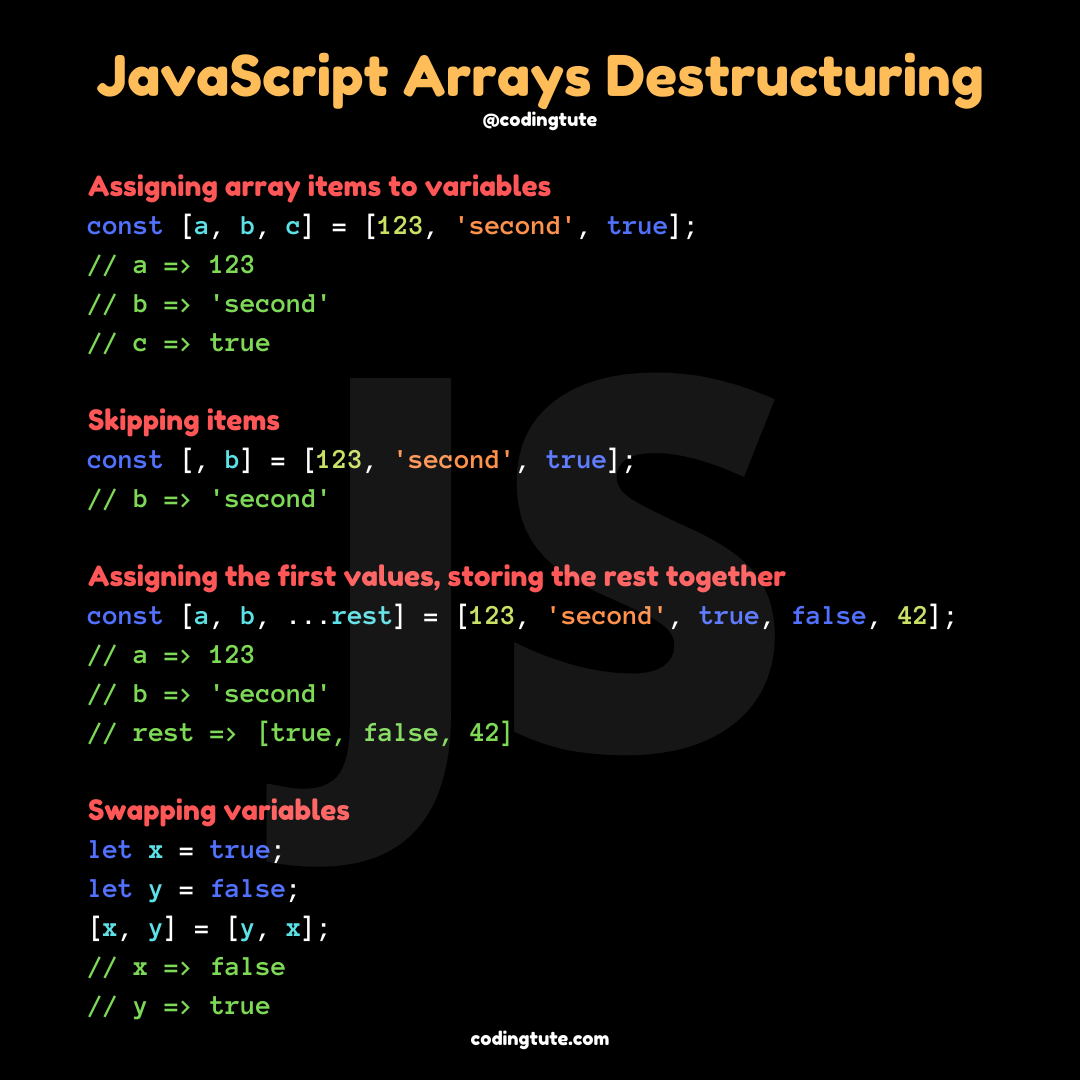 JavaScript Arrays Destructuring
@codingtute
Assigning array items to variables
const [a, b, c] = [123, 'second', true];
// a => 123
// b => 'second'
// c => true
Skipping items
const [, b] = [123, 'second', true];
// b => 'second'
Assigning the first values, storing the rest together
const [a, b, ...rest] = [123, 'second', true, false, 42];
// a => 123
// b => 'second'
// rest => [true, false, 42]
Swapping variables
let x = true;
let y = false;
[x, y] = [y, x];
// x => false
// y => true
codingtute.com
JS